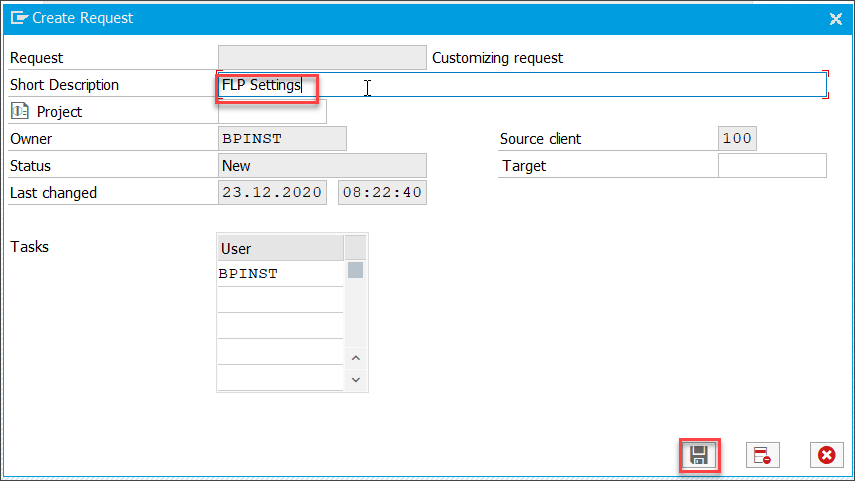 Create Request
Request Customizing request
Short Description FLP Settings
Project
Owner BPINST Source client 100
Status New Target
Last changed 23.12.2020 08:22:40
Tasks User
BPINST